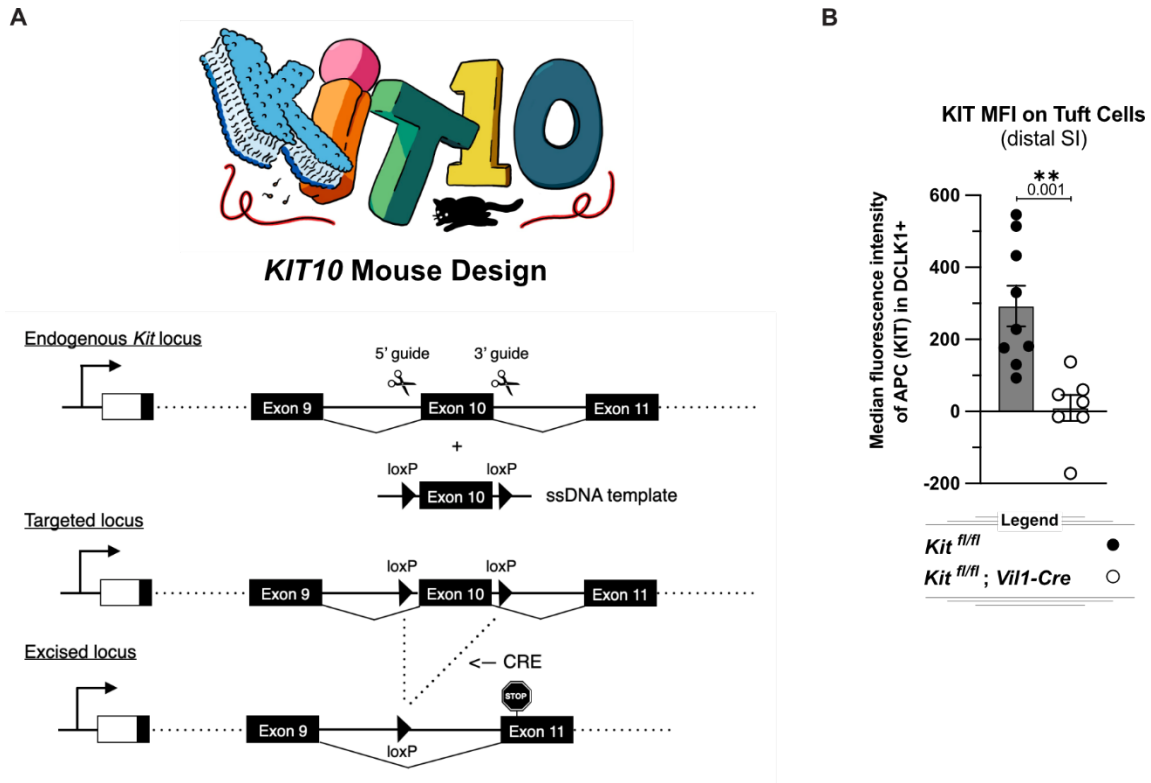 A
KiT10
KIT10 Mouse Design
Endogenous Kit locus
5’ guide
3’ guide
Exon 9
Exon 10
Exon 11
+
loxP
loxP
Exon 10
ssDNA template
Targeted locus
loxP
loxP
Exon 9
Exon 10
Exon 11
Excised locus
<-- CRE
STOP
Exon 9
Exon 11
loxP
B
KIT MFI on Tuft Cells
(distal SI)
**
0.001
Median fluorescence intensity
of APC (KIT) in DCLK1+
600
400
200
0
-200
Legend
Kit fl/fl
Kit fl/fl ; Vil1-Cre